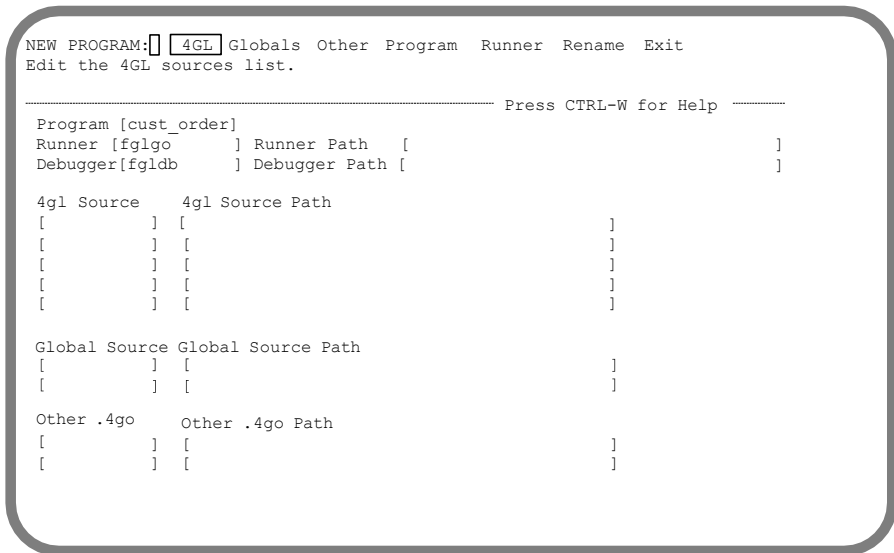 NEW PROGRAM: 4GL Globals Other Program Runner Rename Exit
Edit the 4GL sources list.
Press CTRL-W for Help
Program [cust_order]
Runner [fglgo ] Runner Path [ ]
Debugger[fgldb ] Debugger Path [ ]
4gl Source 4gl Source Path
[ ] [ ]
[ ] [ ]
[ ] [ ]
[ ] [ ]
[ ] [ ]
Global Source Global Source Path
[ ] [ ]
[ ] [ ]
Other .4go Other .4go Path
[ ] [ ]
[ ] [ ]